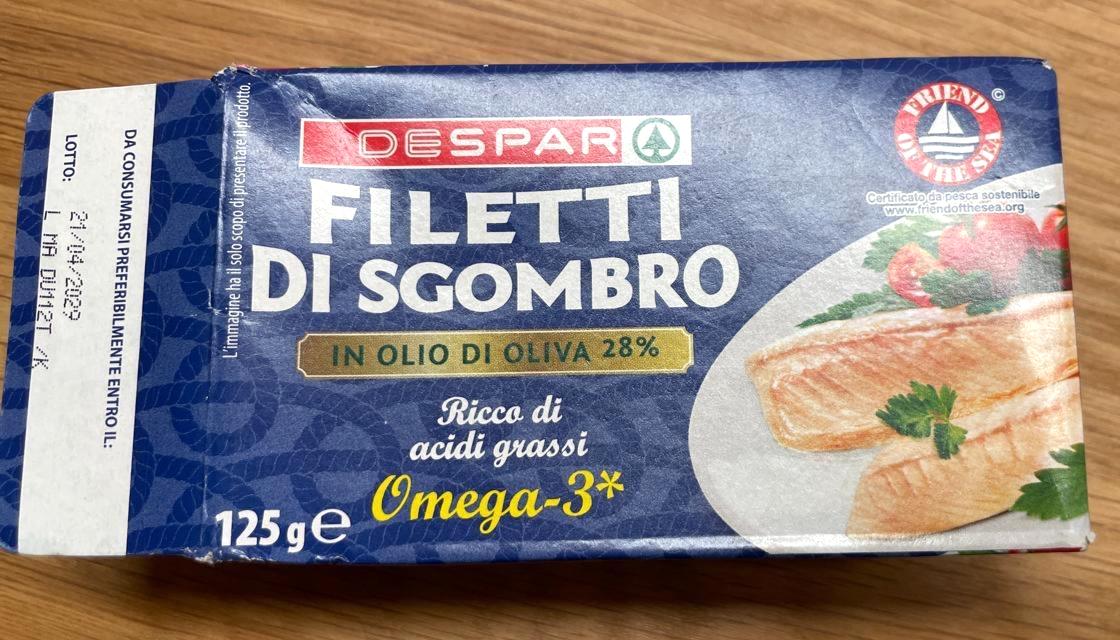 DESPAR
FILETTI
DI SGOMBRO
IN OLIO DI OLIVA 28%
Ricco di
acidi grassi
Omega-3*
125 g e
FRIEND OF THE SEA ©
Certificato da pesca sostenibile
www.friendofthesea.org
L'immagine ha il solo scopo di presentare il prodotto.
DA CONSUMARSI PREFERIBILMENTE ENTRO IL:
LOTTO:
21/04/2029
L MA DU112T /K